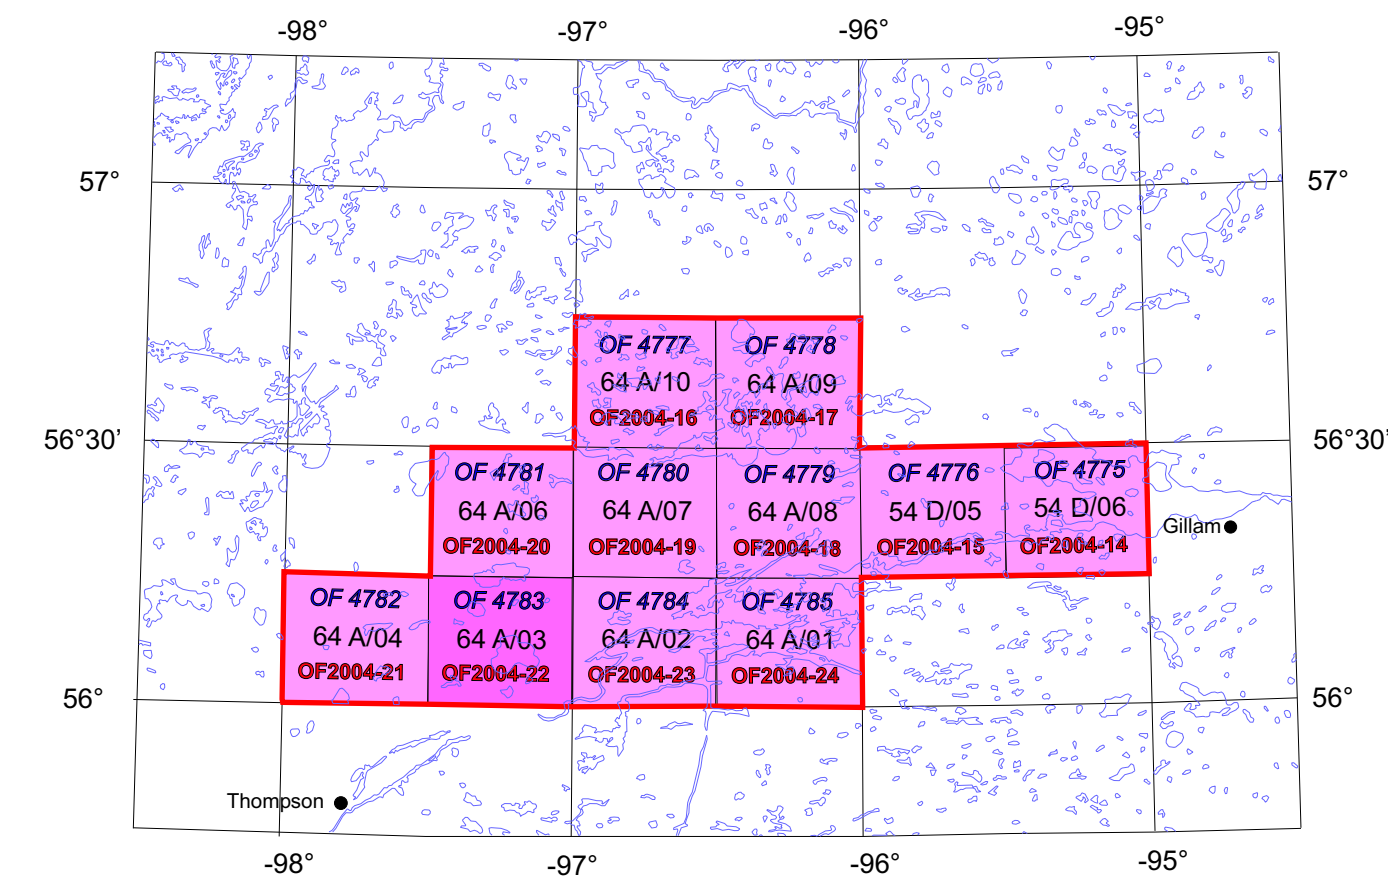 -98°
-97°
-96°
-95°
57°
57°
OF 4777
64 A/10
OF2004-16
OF 4778
64 A/09
OF2004-17
56°30'
56°30'
OF 4781
64 A/06
OF2004-20
OF 4780
64 A/07
OF2004-19
OF 4779
64 A/08
OF2004-18
OF 4776
54 D/05
OF2004-15
OF 4775
54 D/06
OF2004-14
Gillam
OF 4782
64 A/04
OF2004-21
OF 4783
64 A/03
OF2004-22
OF 4784
64 A/02
OF2004-23
OF 4785
64 A/01
OF2004-24
56°
56°
Thompson
-98°
-97°
-96°
-95°